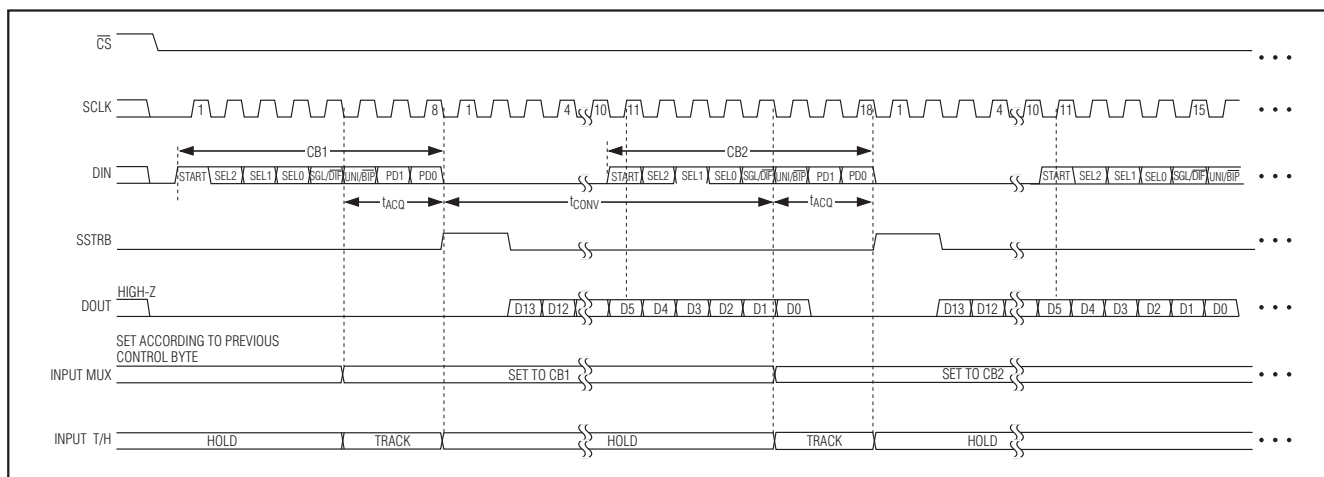 CS
• • •
SCLK 1 8 1 4 10 11 18 1 4 10 11 15 • • •
CB1 CB2
DIN START SEL2 SEL1 SEL0 SGL/DIF UNI/BIP PD1 PD0 START SEL2 SEL1 SEL0 SGL/DIF UNI/BIP PD1 PD0 START SEL2 SEL1 SEL0 SGL/DIF UNI/BIP • • •
tACQ tCONV tACQ
SSTRB • • •
HIGH-Z
DOUT D13 D12 D5 D4 D3 D2 D1 D0 D13 D12 D5 D4 D3 D2 D1 D0 • • •
SET ACCORDING TO PREVIOUS
CONTROL BYTE
INPUT MUX SET TO CB1 SET TO CB2 • • •
INPUT T/H HOLD TRACK HOLD TRACK HOLD • • •